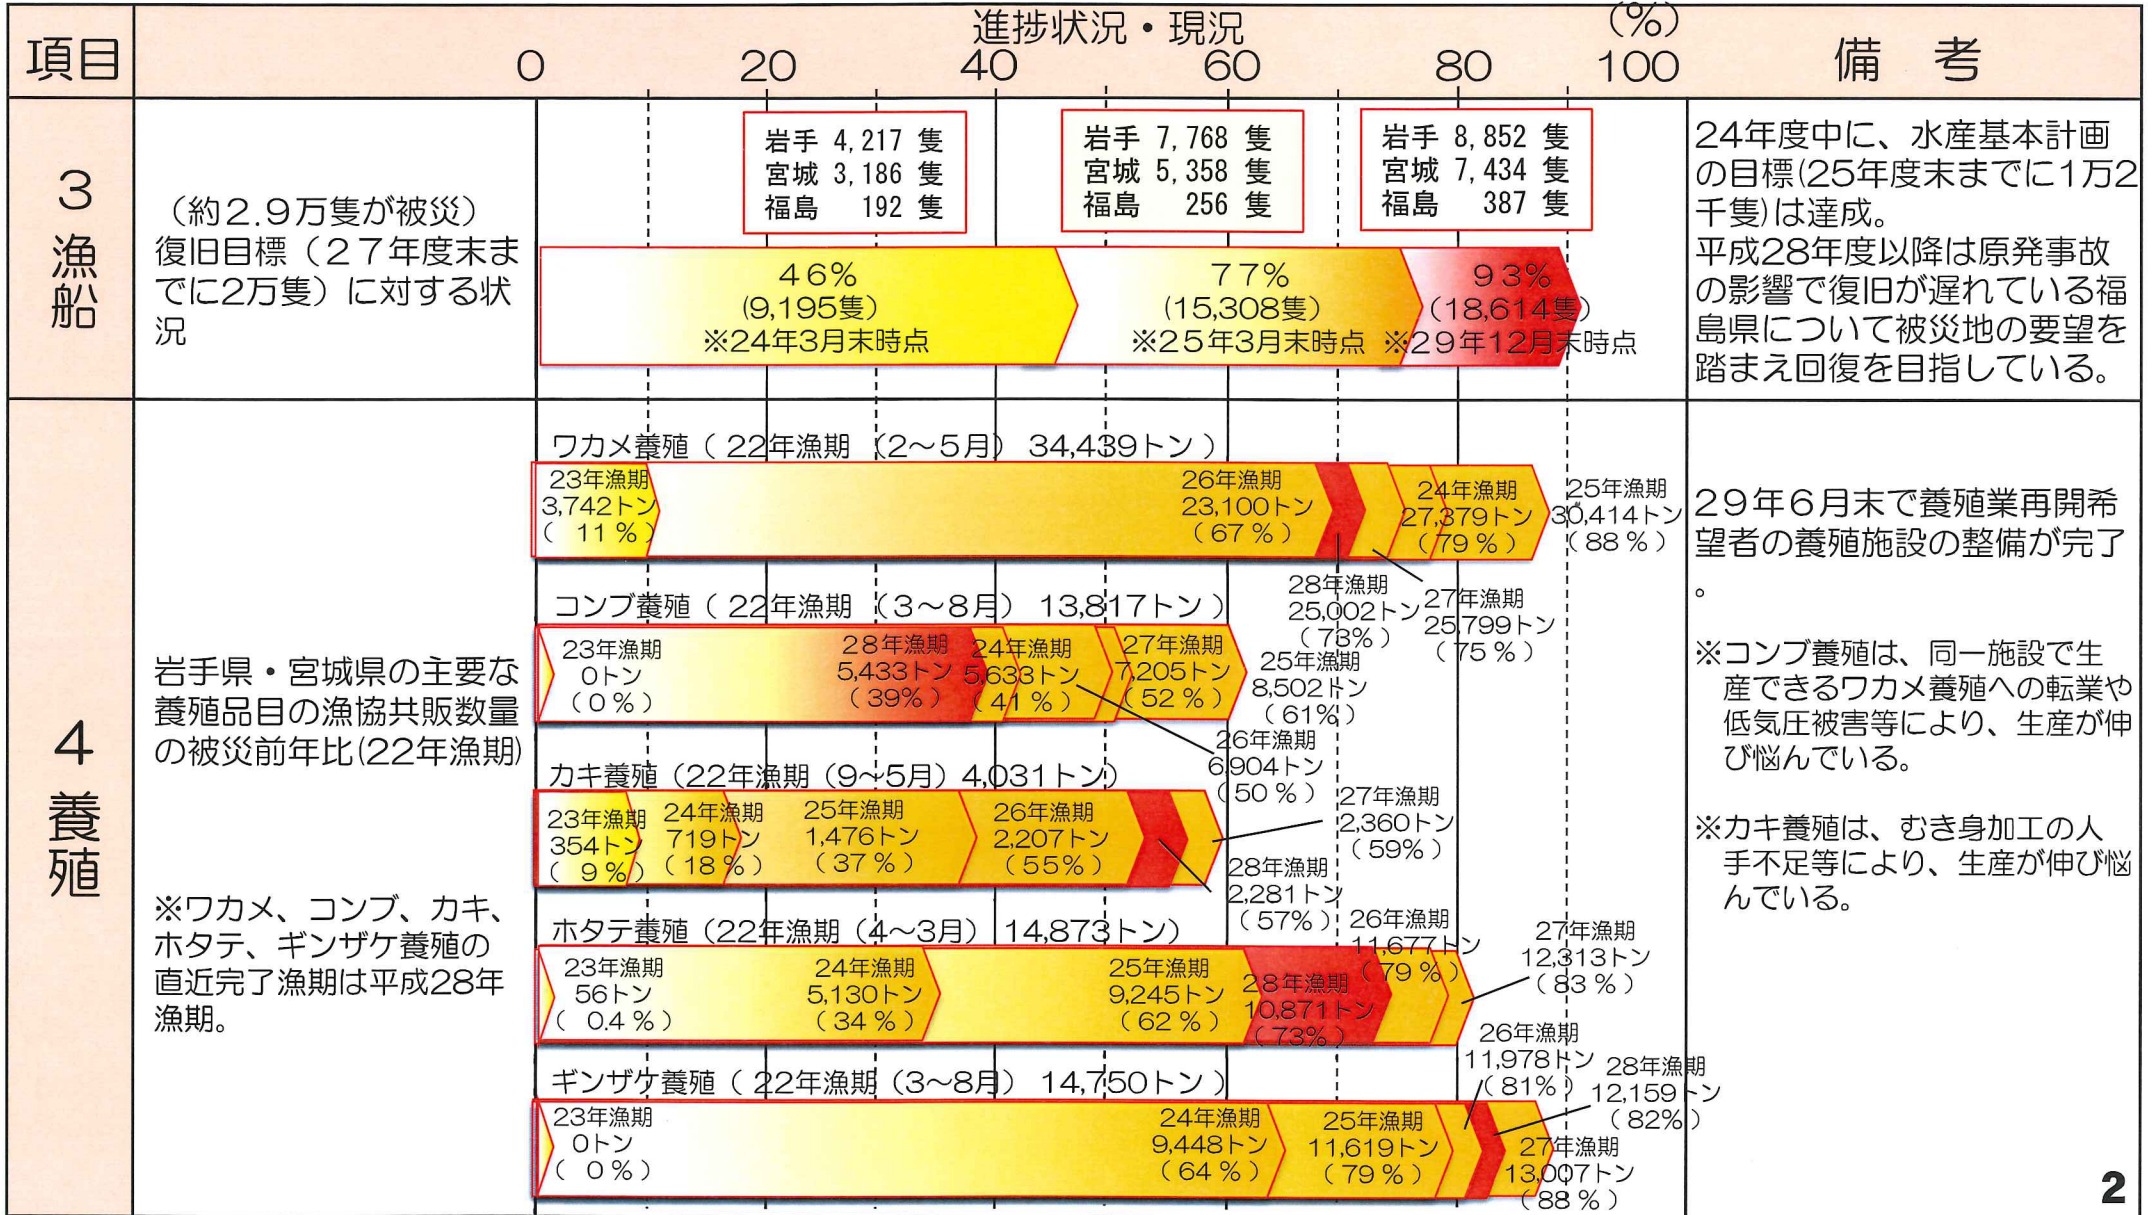 項目
進捗状況・現況
(%)
0 20 40 60 80 100
備 考
3
漁
船
（約２.９万隻が被災）
復旧目標（２７年度末ま
でに2万隻）に対する状
況
岩手 4,217 隻
宮城 3,186 隻
福島 192 隻
岩手 7,768 隻
宮城 5,358 隻
福島 256 隻
岩手 8,852 隻
宮城 7,434 隻
福島 387 隻
４６%
(9,195隻)
※24年3月末時点
７７%
(15,308隻)
※25年3月末時点
９３%
(18,614隻)
※29年12月末時点
24年度中に、水産基本計画
の目標(25年度末までに1万2
千隻)は達成。
平成28年度以降は原発事故
の影響で復旧が遅れている福
島県について被災地の要望を
踏まえ回復を目指している。
4
養
殖
岩手県・宮城県の主要な
養殖品目の漁協共販数量
の被災前年比(22年漁期)
※ワカメ、コンブ、カキ、
ホタテ、ギンザケ養殖の
直近完了漁期は平成28年
漁期。
ワカメ養殖（ 22年漁期 （2～5月） 34,439トン ）
23年漁期
3,742トン
( 11 %)
26年漁期
23,100トン
( 67 % )
24年漁期
27,379トン
( 79 % )
25年漁期
30,414トン
( 88 % )
28年漁期
25,002トン
( 73% )
27年漁期
25,799トン
( 75 % )
コンブ養殖（ 22年漁期 （3～8月） 13,817トン ）
23年漁期
0トン
( 0 % )
28年漁期
5,433トン
( 39% )
24年漁期
5,633トン
( 41 % )
27年漁期
7,205トン
( 52 % )
25年漁期
8,502トン
( 61% )
26年漁期
6,904トン
( 50 % )
カキ養殖（22年漁期（9～5月）4,031トン）
23年漁期
354トン
( 9 % )
24年漁期
719トン
( 18 % )
25年漁期
1,476トン
( 37 % )
26年漁期
2,207トン
( 55% )
27年漁期
2,360トン
( 59% )
28年漁期
2,281トン
( 57% )
ホタテ養殖（22年漁期（4～3月） 14,873トン）
23年漁期
56トン
( 0.4 % )
24年漁期
5,130トン
( 34 % )
25年漁期
9,245トン
( 62 % )
28年漁期
10,871トン
( 73% )
26年漁期
11,677トン
( 79 % )
27年漁期
12,313トン
( 83 % )
ギンザケ養殖（ 22年漁期（3～8月） 14,750トン ）
23年漁期
0トン
( 0 % )
24年漁期
9,448トン
( 64 % )
25年漁期
11,619トン
( 79 % )
26年漁期
11,978トン
( 81% )
28年漁期
12,159トン
( 82% )
27年漁期
13,007トン
( 88 % )
29年６月末で養殖業再開希
望者の養殖施設の整備が完了
。
※コンブ養殖は、同一施設で生
産できるワカメ養殖への転業や
低気圧被害等により、生産が伸
び悩んでいる。
※カキ養殖は、むき身加工の人
手不足等により、生産が伸び悩
んでいる。
2